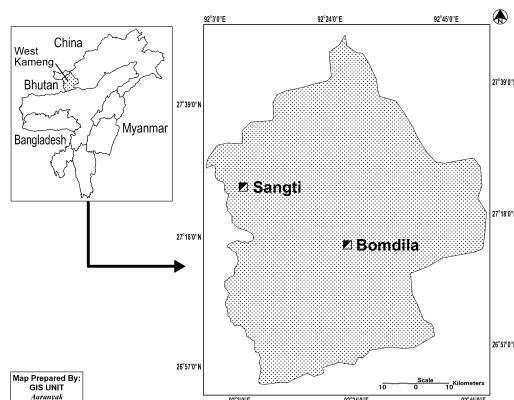 92°3'0"E
92°24'0"E
92°45'0"E
N
China
West
Kameng
Bhutan
Bangladesh
Myanmar
27°39'0"N
27°39'0"N
Sangti
27°18'0"N
27°18'0"N
Bomdila
26°57'0"N
26°57'0"N
Map Prepared By:
GIS UNIT
Aaranyak
Scale
10 0 10 Kilometers